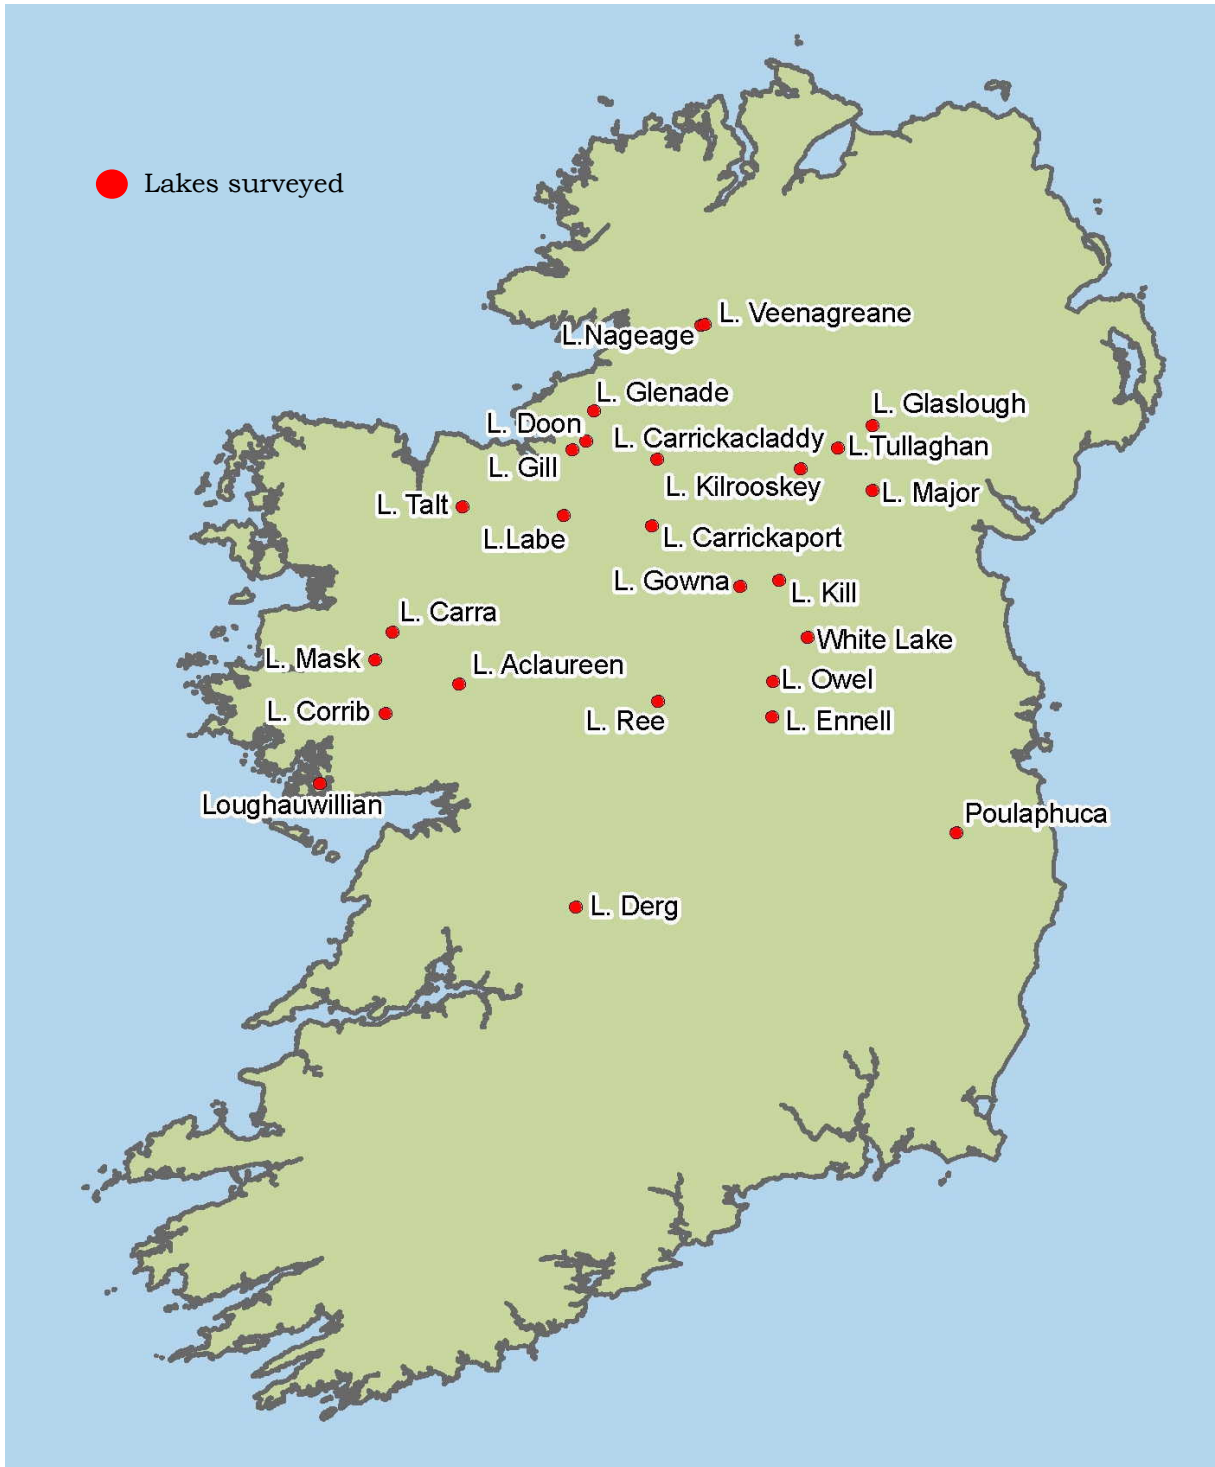 Lakes surveyed
L. Veenagreane
L.Nageage
L. Glenade
L. Glaslough
L. Doon
L. Carrickacladdy
L.Tullaghan
L. Gill
L. Kilrooskey
L. Major
L. Talt
L.Labe
L. Carrickaport
L. Gowna
L. Kill
L. Carra
White Lake
L. Mask
L. Aclaureen
L. Owel
L. Corrib
L. Ree
L. Ennell
Loughauwillian
Poulaphuca
L. Derg